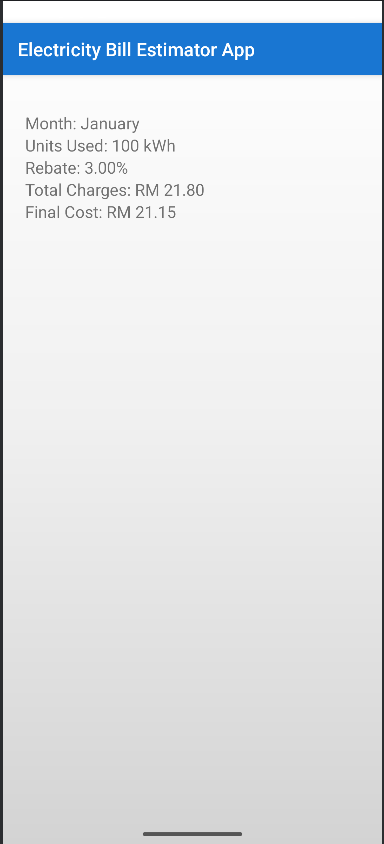 Electricity Bill Estimator App
Month: January
Units Used: 100 kWh
Rebate: 3.00%
Total Charges: RM 21.80
Final Cost: RM 21.15